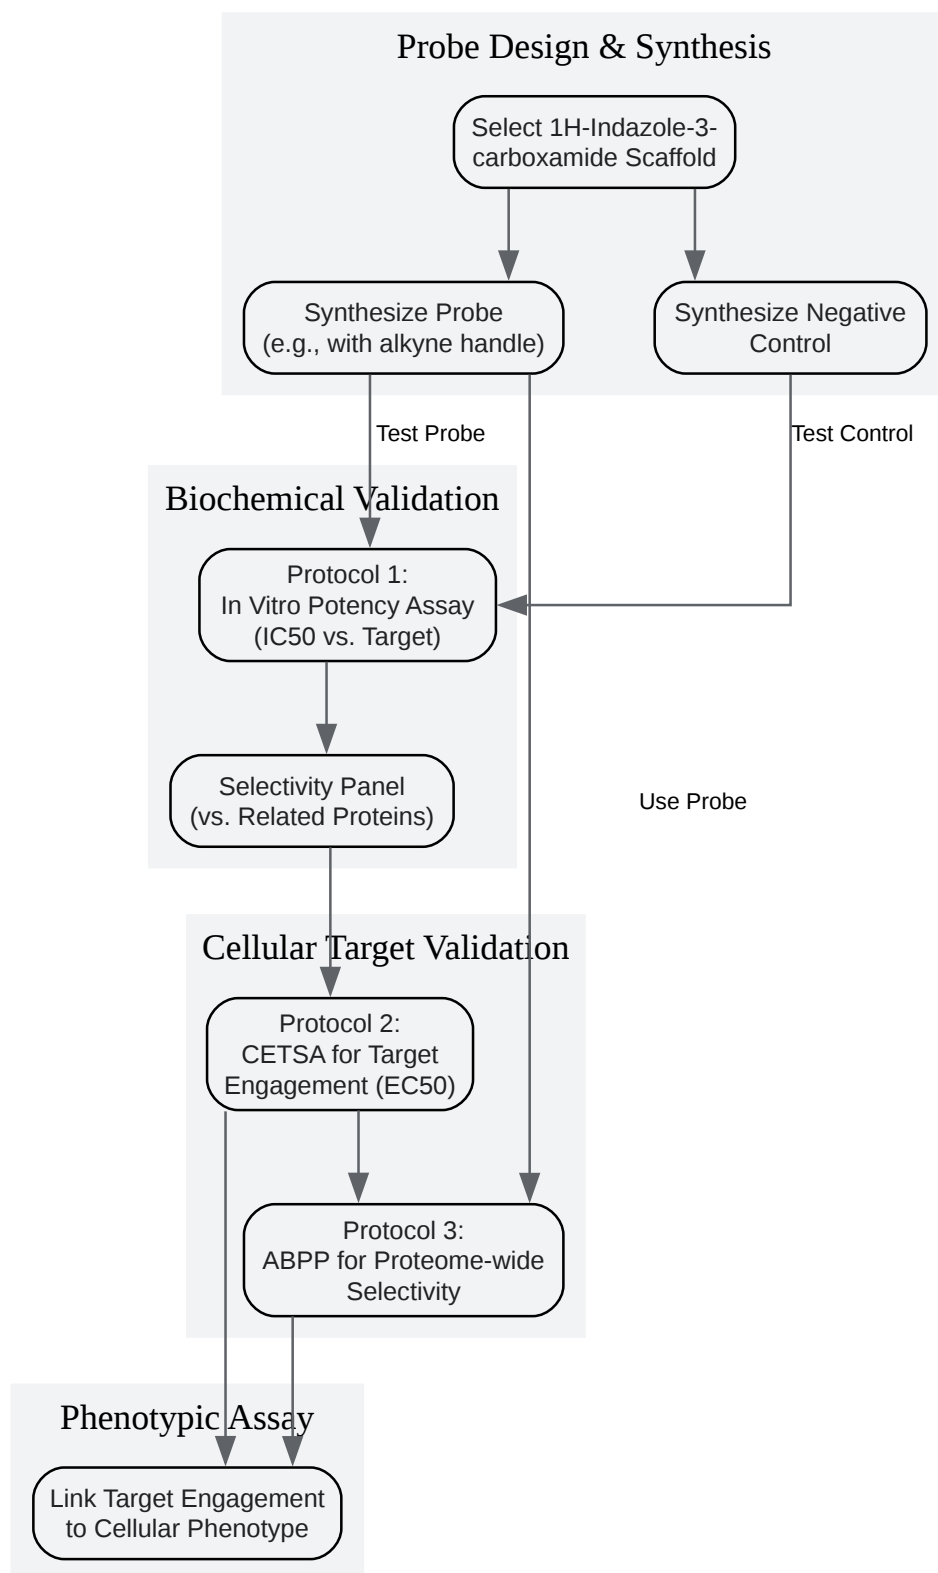 Probe Design & Synthesis
Select 1H-Indazole-3-
carboxamide Scaffold
Synthesize Probe
(e.g., with alkyne handle)
Synthesize Negative
Control
Test Probe
Test Control
Biochemical Validation
Protocol 1:
In Vitro Potency Assay
(IC50 vs. Target)
Selectivity Panel
(vs. Related Proteins)
Use Probe
Cellular Target Validation
Protocol 2:
CETSA for Target
Engagement (EC50)
Protocol 3:
ABPP for Proteome-wide
Selectivity
Phenotypic Assay
Link Target Engagement
to Cellular Phenotype